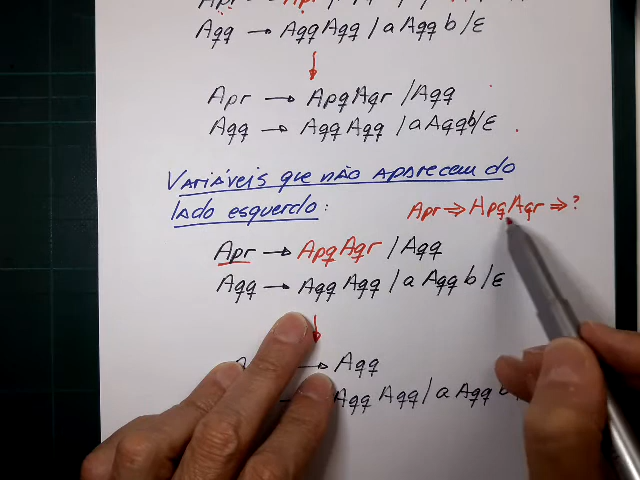 Aqq → Aqq Aqq / a Aqq b / ε
Apr → Apq Aqr / Aqq
Aqq → Aqq Aqq / a Aqq b / ε
Variáveis que não aparecem do
lado esquerdo:
Apr ⇒ Apq Aqr ⇒ ?
Apr → Apq Aqr / Aqq
Aqq → Aqq Aqq / a Aqq b / ε
→ Aqq
Aqq Aqq / a Aqq b